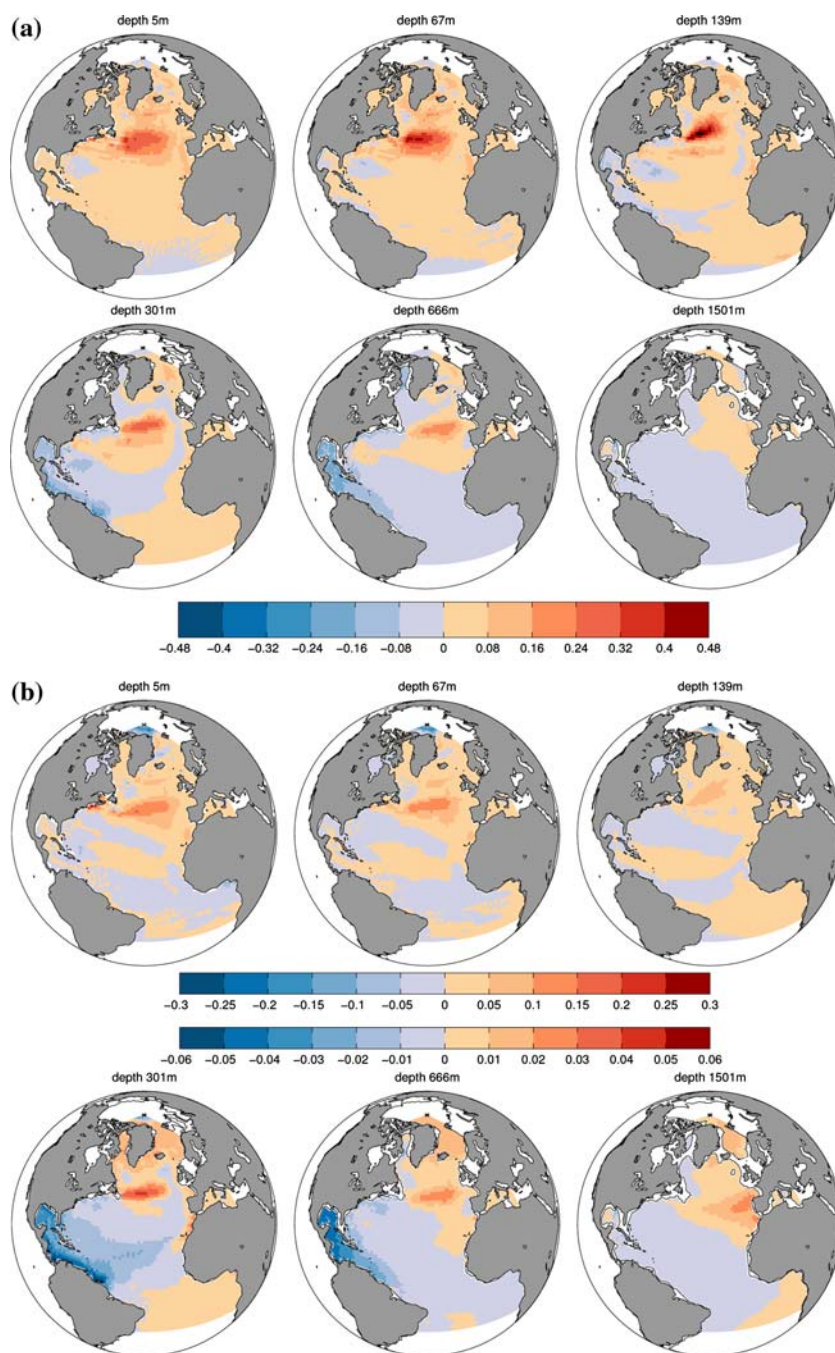 (a)
depth 5m depth 67m depth 139m
depth 301m depth 666m depth 1501m
−0.48 −0.4 −0.32 −0.24 −0.16 −0.08 0 0.08 0.16 0.24 0.32 0.4 0.48
(b)
depth 5m depth 67m depth 139m
−0.3 −0.25 −0.2 −0.15 −0.1 −0.05 0 0.05 0.1 0.15 0.2 0.25 0.3
−0.06 −0.05 −0.04 −0.03 −0.02 −0.01 0 0.01 0.02 0.03 0.04 0.05 0.06
depth 301m depth 666m depth 1501m